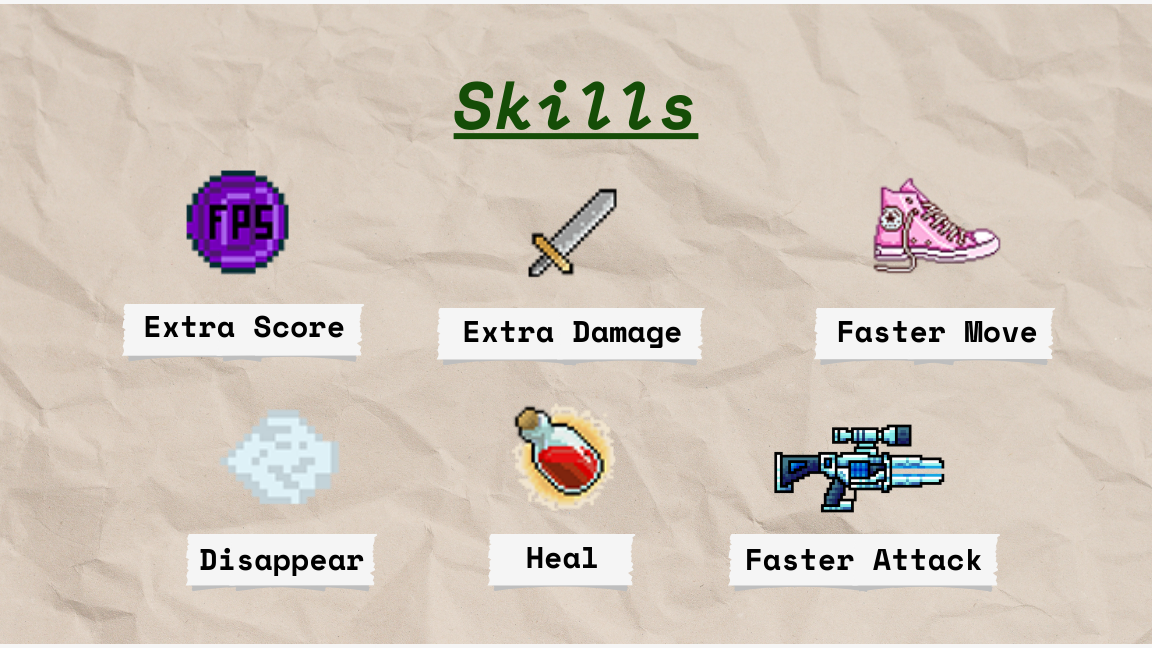 Skills
FPS
Extra Score
Extra Damage
Faster Move
Disappear
Heal
Faster Attack